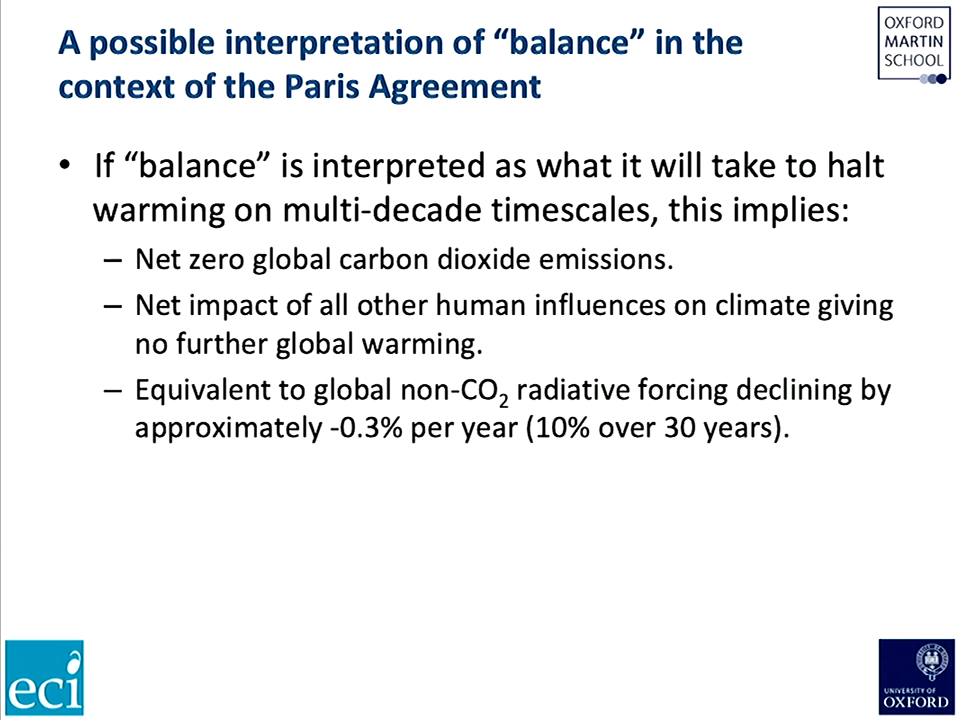 A possible interpretation of “balance” in the
context of the Paris Agreement
OXFORD
MARTIN
SCHOOL
• If “balance” is interpreted as what it will take to halt
warming on multi-decade timescales, this implies:
– Net zero global carbon dioxide emissions.
– Net impact of all other human influences on climate giving
no further global warming.
– Equivalent to global non-CO₂ radiative forcing declining by
approximately -0.3% per year (10% over 30 years).
eci
UNIVERSITY OF
OXFORD